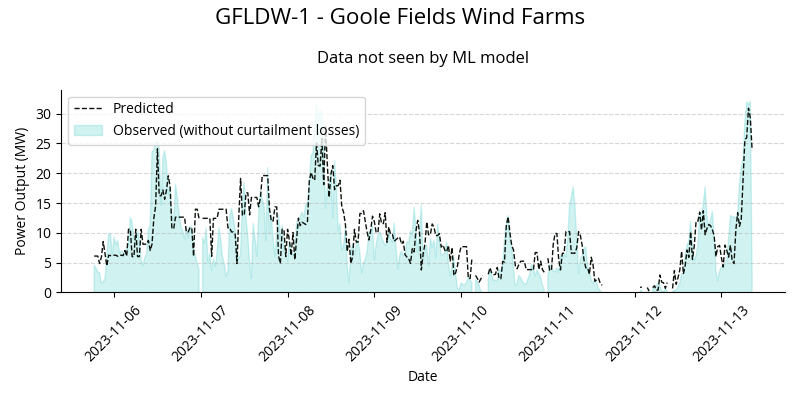 GFLDW-1 - Goole Fields Wind Farms
Data not seen by ML model
Predicted
Observed (without curtailment losses)
Power Output (MW)
30
25
20
15
10
5
0
2023-11-06
2023-11-07
2023-11-08
2023-11-09
2023-11-10
2023-11-11
2023-11-12
2023-11-13
Date